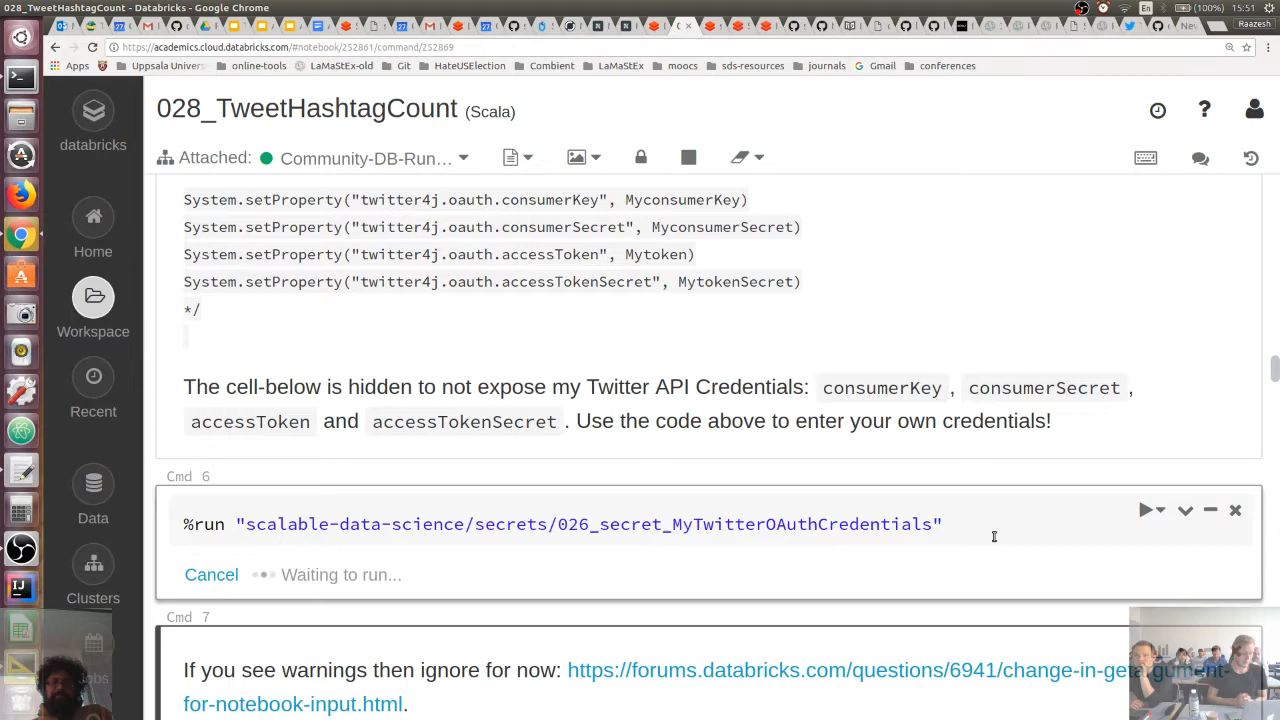 028_TweetHashtagCount - Databricks - Google Chrome
En
(100%)
15:51
Raazesh
https://academics.cloud.databricks.com/#notebook/252861/command/252869
Apps
Uppsala Univers
online-tools
LaMaStEx-old
Git
HateUSElection
Combient
LaMaStEx
moocs
sds-resources
journals
Gmail
conferences
028_TweetHashtagCount (Scala)
databricks
Home
Workspace
Recent
Data
Clusters
Jobs
Attached:
Community-DB-Run…
System.setProperty("twitter4j.oauth.consumerKey", MyconsumerKey)
System.setProperty("twitter4j.oauth.consumerSecret", MyconsumerSecret)
System.setProperty("twitter4j.oauth.accessToken", Mytoken)
System.setProperty("twitter4j.oauth.accessTokenSecret", MytokenSecret)
*/
The cell-below is hidden to not expose my Twitter API Credentials: consumerKey, consumerSecret,
accessToken and accessTokenSecret. Use the code above to enter your own credentials!
Cmd 6
%run "scalable-data-science/secrets/026_secret_MyTwitterOAuthCredentials"
Cancel
Waiting to run...
Cmd 7
If you see warnings then ignore for now: https://forums.databricks.com/questions/6941/change-in-getargument-
for-notebook-input.html.